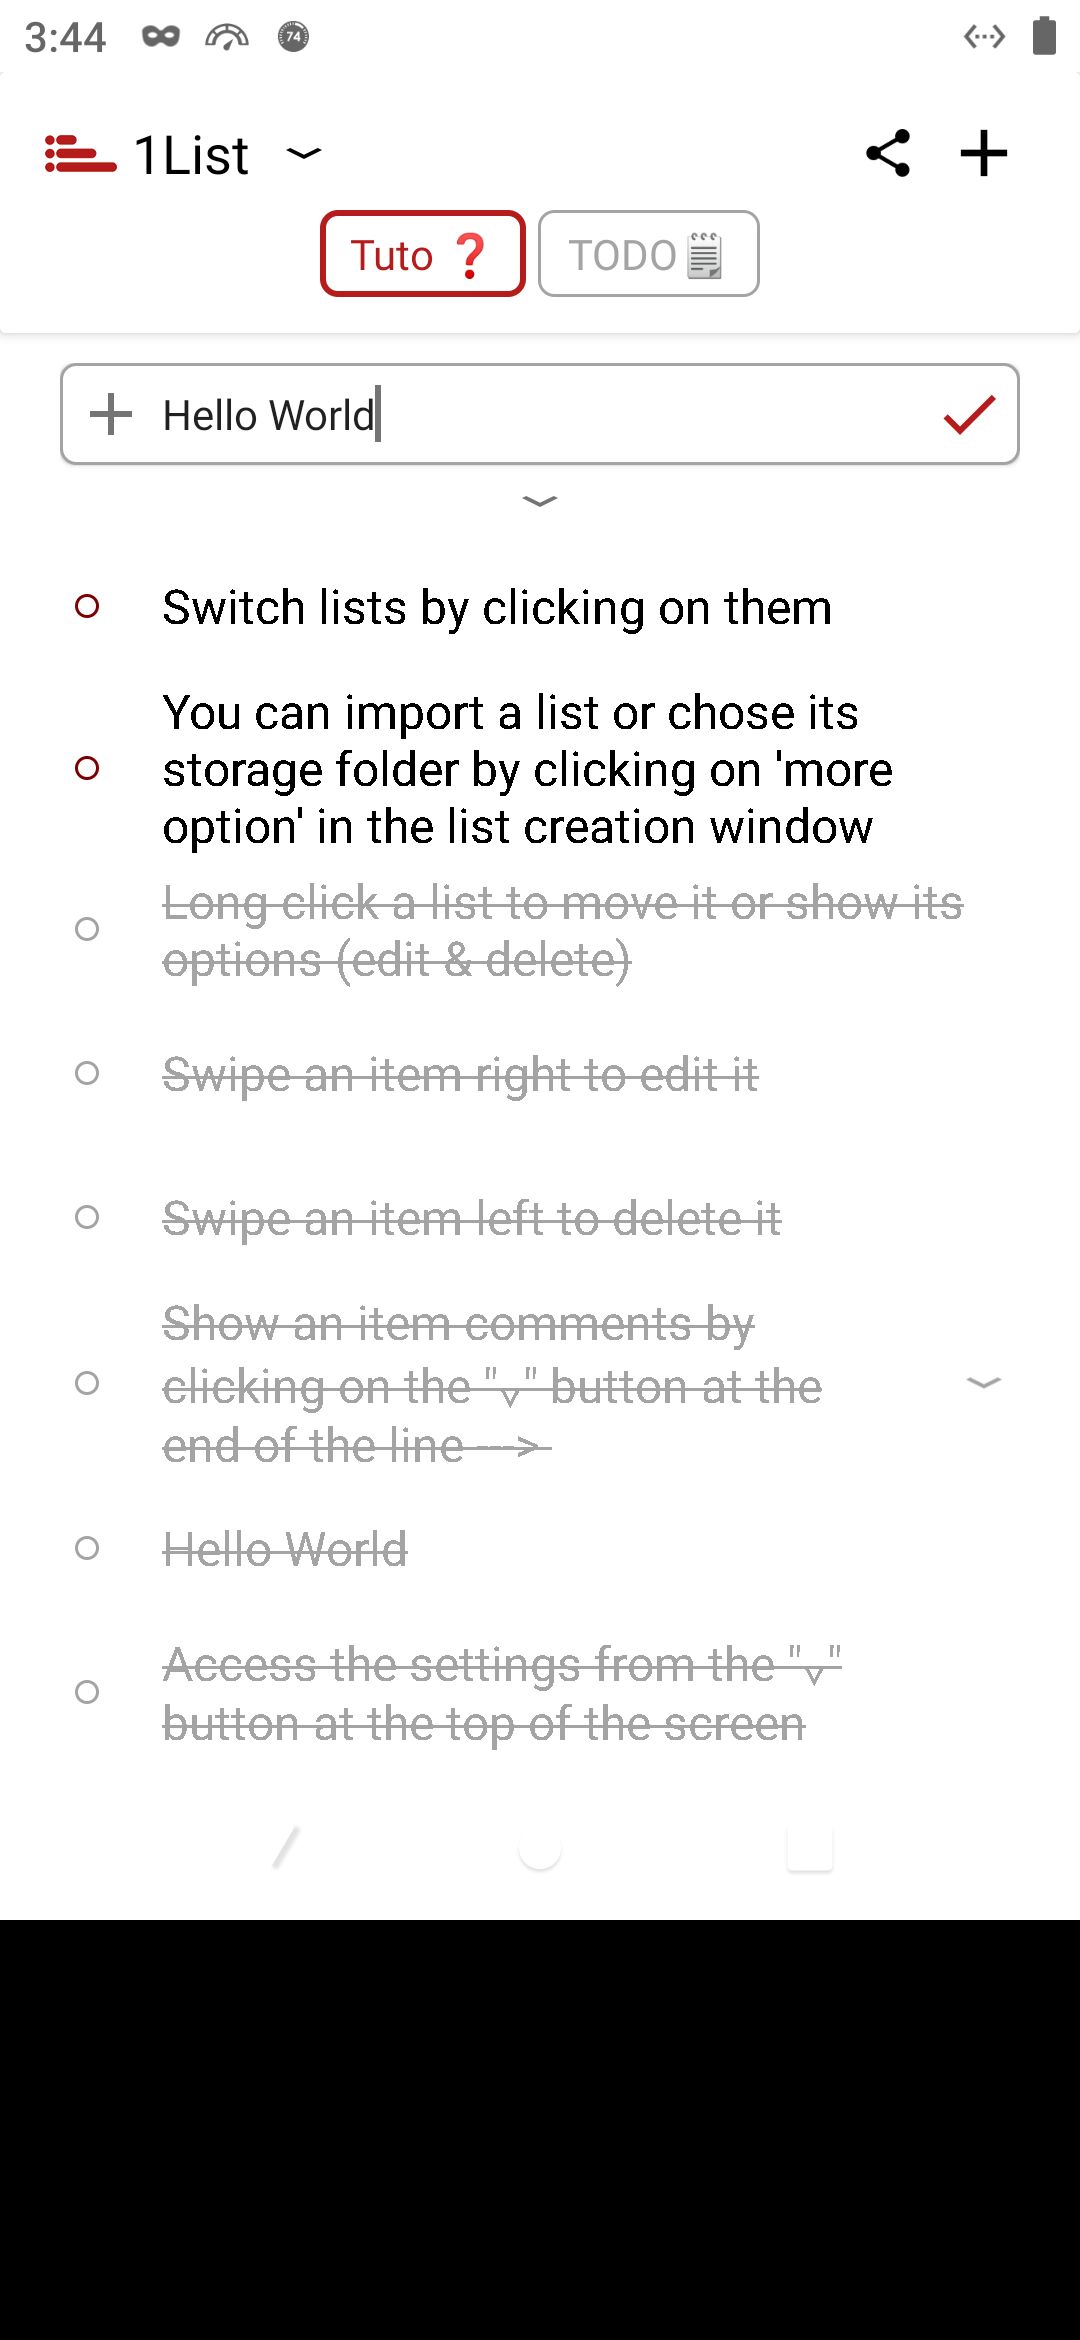 3:44
74
1List
Tuto ❓
TODO🗒
Hello World
Switch lists by clicking on them
You can import a list or chose its
storage folder by clicking on 'more
option' in the list creation window
Long click a list to move it or show its
options (edit & delete)
Swipe an item right to edit it
Swipe an item left to delete it
Show an item comments by
clicking on the "⌄" button at the
end of the line --->
Hello World
Access the settings from the "⌄"
button at the top of the screen